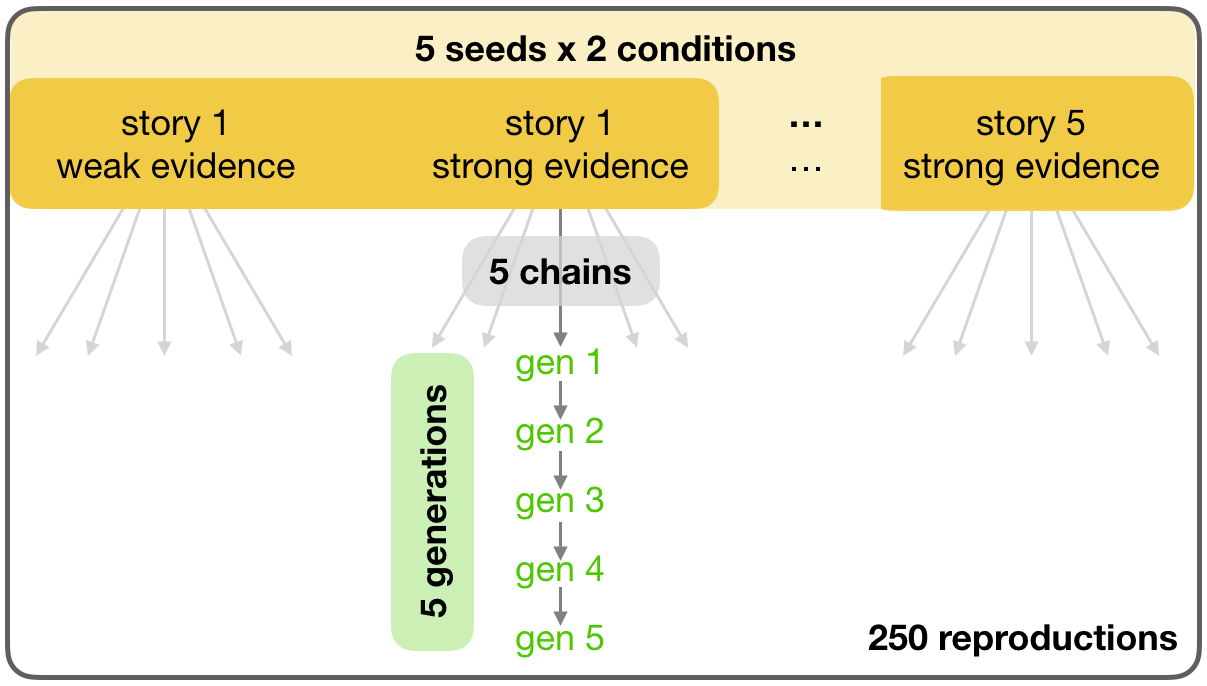 5 seeds x 2 conditions
story 1
weak evidence
story 1
strong evidence
...
...
story 5
strong evidence
5 chains
5 generations
gen 1
gen 2
gen 3
gen 4
gen 5
250 reproductions